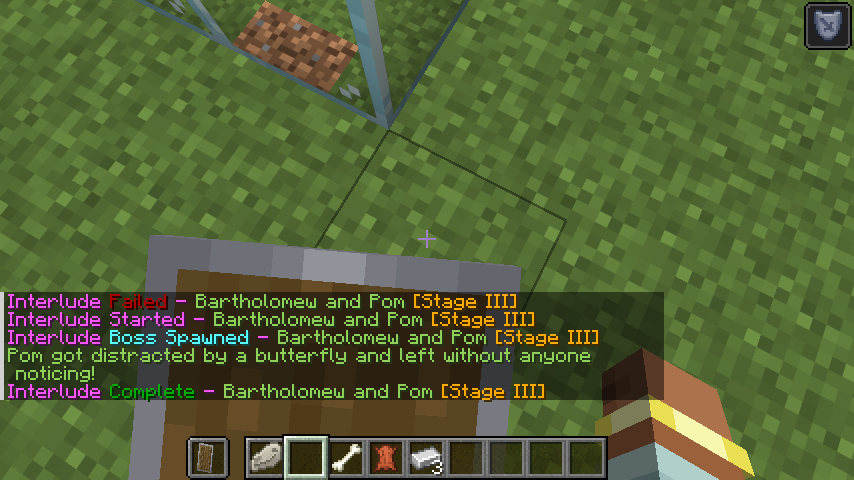 Interlude Failed – Bartholomew and Pom [Stage III]
Interlude Started – Bartholomew and Pom [Stage III]
Interlude Boss Spawned – Bartholomew and Pom [Stage III]
Pom got distracted by a butterfly and left without anyone
noticing!
Interlude Complete – Bartholomew and Pom [Stage III]
3